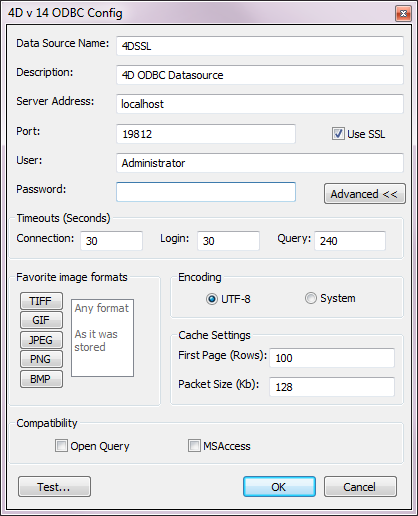 4D v 14 ODBC Config
Data Source Name: 4DSSL
Description: 4D ODBC Datasource
Server Address: localhost
Port: 19812 Use SSL
User: Administrator
Password:
Advanced <<
Timeouts (Seconds)
Connection: 30 Login: 30 Query: 240
Favorite image formats
TIFF
GIF
JPEG
PNG
BMP
Any format
As it was
stored
Encoding
UTF-8 System
Cache Settings
First Page (Rows): 100
Packet Size (Kb): 128
Compatibility
Open Query MSAccess
Test... OK Cancel